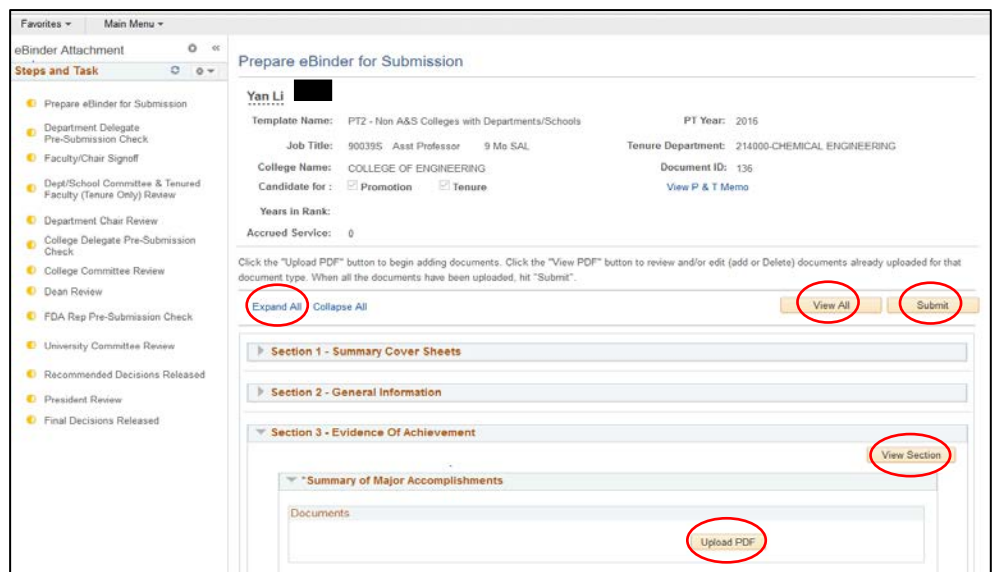 Favorites Main Menu
eBinder Attachment
Steps and Task
Prepare eBinder for Submission
Department Delegate
Pre-Submission Check
Faculty/Chair Signoff
Dept/School Committee & Tenured
Faculty (Tenure Only) Review
Department Chair Review
College Delegate Pre-Submission
Check
College Committee Review
Dean Review
FDA Rep Pre-Submission Check
University Committee Review
Recommended Decisions Released
President Review
Final Decisions Released
Prepare eBinder for Submission
Yan Li
Template Name: PT2 - Non A&S Colleges with Departments/Schools PT Year: 2016
Job Title: 90039S Asst Professor 9 Mo SAL Tenure Department: 214000-CHEMICAL ENGINEERING
College Name: COLLEGE OF ENGINEERING Document ID: 136
Candidate for : Promotion Tenure View P & T Memo
Years in Rank:
Accrued Service: 0
Click the "Upload PDF" button to begin adding documents. Click the "View PDF" button to review and/or edit (add or Delete) documents already uploaded for that
document type. When all the documents have been uploaded, hit "Submit".
Expand All Collapse All View All Submit
Section 1 - Summary Cover Sheets
Section 2 - General Information
Section 3 - Evidence Of Achievement
View Section
*Summary of Major Accomplishments
Documents
Upload PDF